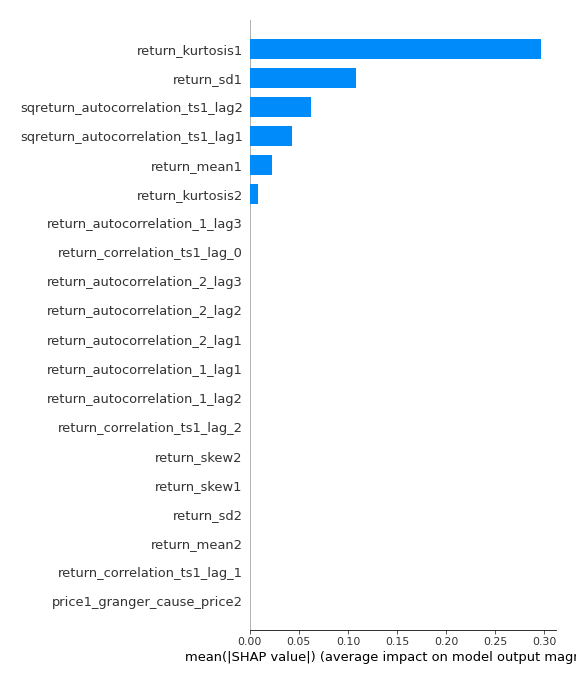 return_kurtosis1
return_sd1
sqreturn_autocorrelation_ts1_lag2
sqreturn_autocorrelation_ts1_lag1
return_mean1
return_kurtosis2
return_autocorrelation_1_lag3
return_correlation_ts1_lag_0
return_autocorrelation_2_lag3
return_autocorrelation_2_lag2
return_autocorrelation_2_lag1
return_autocorrelation_1_lag1
return_autocorrelation_1_lag2
return_correlation_ts1_lag_2
return_skew2
return_skew1
return_sd2
return_mean2
return_correlation_ts1_lag_1
price1_granger_cause_price2
0.00 0.05 0.10 0.15 0.20 0.25 0.30
mean(|SHAP value|) (average impact on model output magn